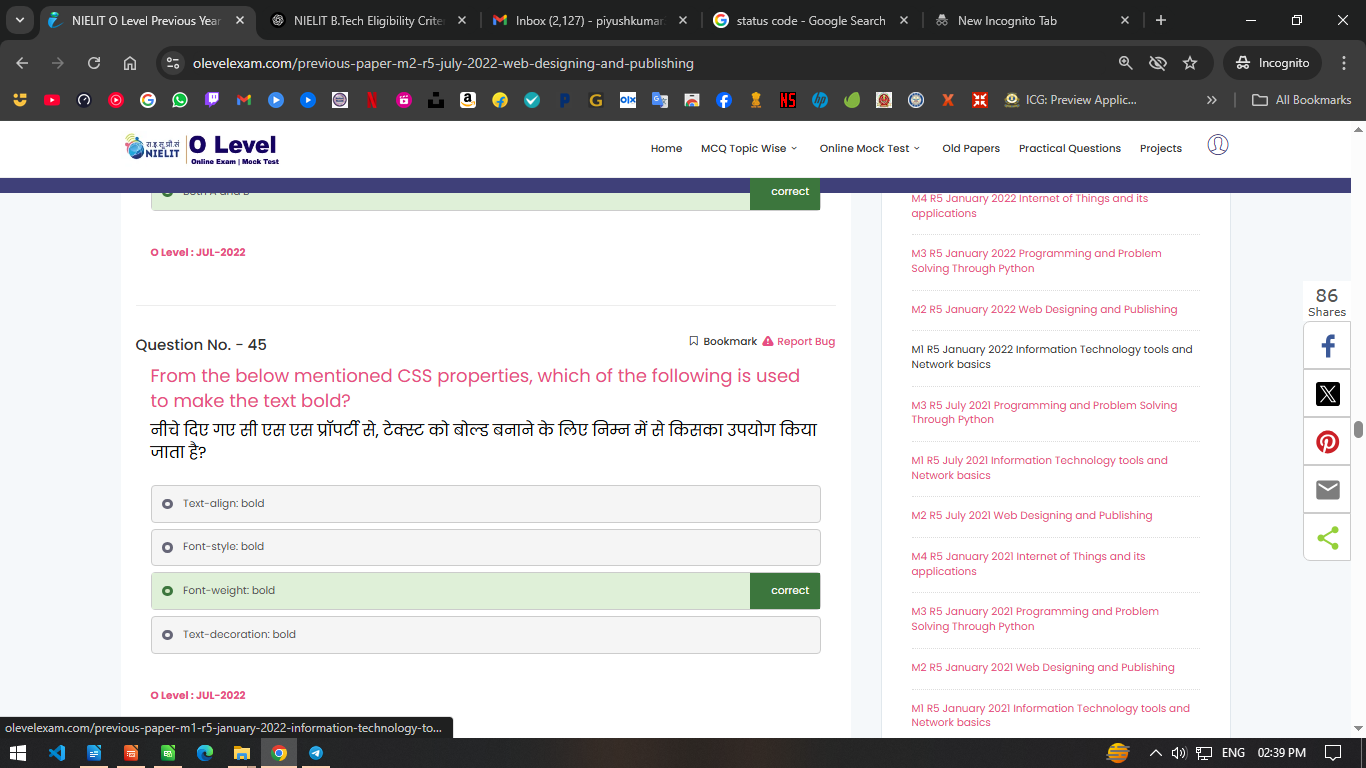 NIELIT O Level Previous Year
NIELIT B.Tech Eligibility Crite
Inbox (2,127) - piyushkumar
status code - Google Search
New Incognito Tab
olevelexam.com/previous-paper-m2-r5-july-2022-web-designing-and-publishing
Incognito
ICG: Preview Applic...
All Bookmarks
रा.इ.सू.प्रौ.सं
NIELIT
O Level
Online Exam | Mock Test
Home
MCQ Topic Wise
Online Mock Test
Old Papers
Practical Questions
Projects
Both A and B
correct
O Level : JUL-2022
Question No. - 45
Bookmark
Report Bug
From the below mentioned CSS properties, which of the following is used
to make the text bold?
नीचे दिए गए सी एस एस प्रॉपर्टी से, टेक्स्ट को बोल्ड बनाने के लिए निम्न में से किसका उपयोग किया
जाता है?
Text-align: bold
Font-style: bold
Font-weight: bold
correct
Text-decoration: bold
O Level : JUL-2022
M4 R5 January 2022 Internet of Things and its
applications
M3 R5 January 2022 Programming and Problem
Solving Through Python
M2 R5 January 2022 Web Designing and Publishing
M1 R5 January 2022 Information Technology tools and
Network basics
M3 R5 July 2021 Programming and Problem Solving
Through Python
M1 R5 July 2021 Information Technology tools and
Network basics
M2 R5 July 2021 Web Designing and Publishing
M4 R5 January 2021 Internet of Things and its
applications
M3 R5 January 2021 Programming and Problem
Solving Through Python
M2 R5 January 2021 Web Designing and Publishing
M1 R5 January 2021 Information Technology tools and
Network basics
86
Shares
olevelexam.com/previous-paper-m1-r5-january-2022-information-technology-to...
ENG
02:39 PM